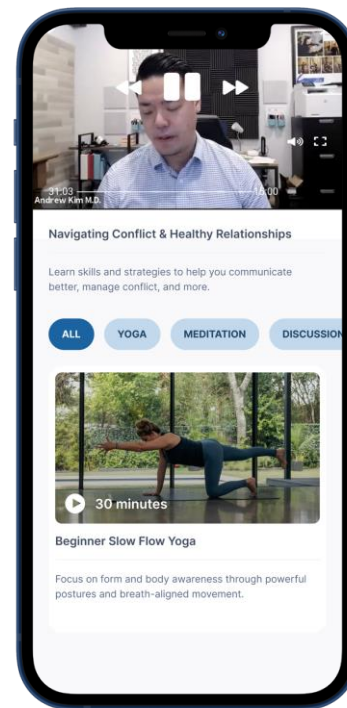 31:03
15:00
Andrew Kim M.D.
Navigating Conflict & Healthy Relationships
Learn skills and strategies to help you communicate
better, manage conflict, and more.
ALL
YOGA
MEDITATION
DISCUSSION
30 minutes
Beginner Slow Flow Yoga
Focus on form and body awareness through powerful
postures and breath-aligned movement.